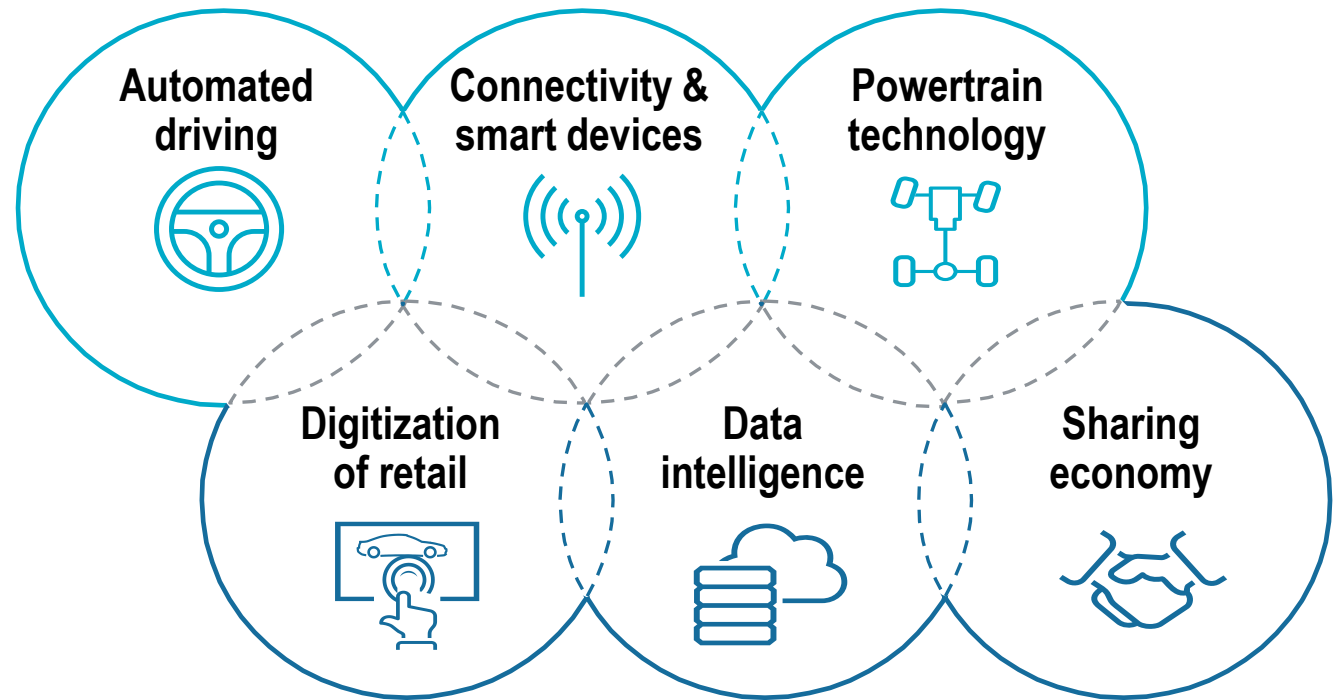 Automated
driving
Connectivity &
smart devices
Powertrain
technology
Digitization
of retail
Data
intelligence
Sharing
economy